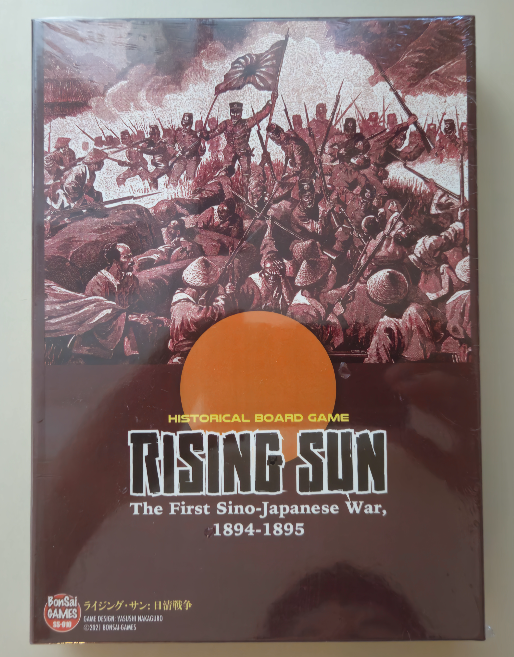 HISTORICAL BOARD GAME
RISING SUN
The First Sino-Japanese War,
1894-1895
BonSai
GAMES
ライジング・サン：日清戦争
GAME DESIGN: YASUSHI NAKAGURO
©2021 BONSAI-GAMES